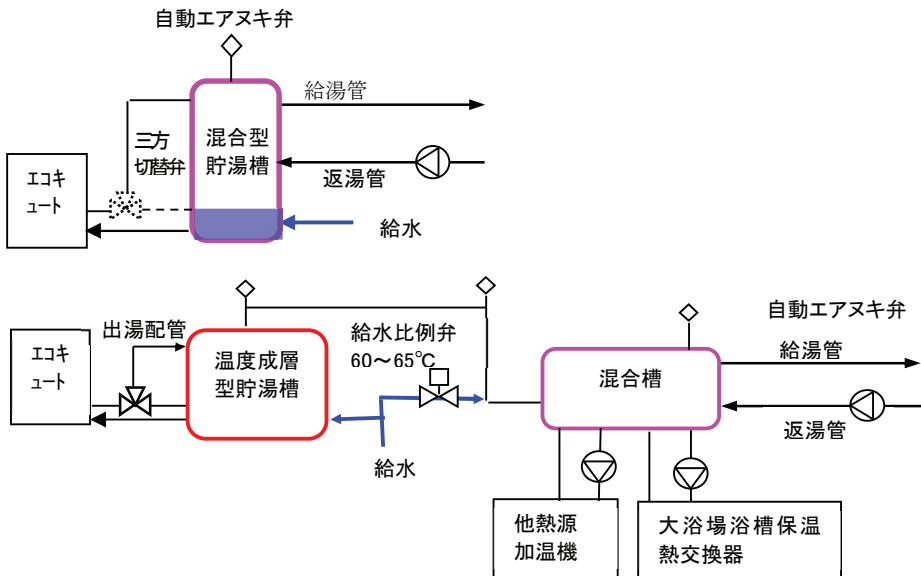 自動エアヌキ弁
給湯管
三方
切替弁
混合型
貯湯槽
返湯管
エコキ
ュート
給水
自動エアヌキ弁
出湯配管
給水比例弁
60～65℃
給湯管
エコキ
ュート
温度成層
型貯湯槽
混合槽
返湯管
給水
他熱源
加温機
大浴場浴槽保温
熱交換器